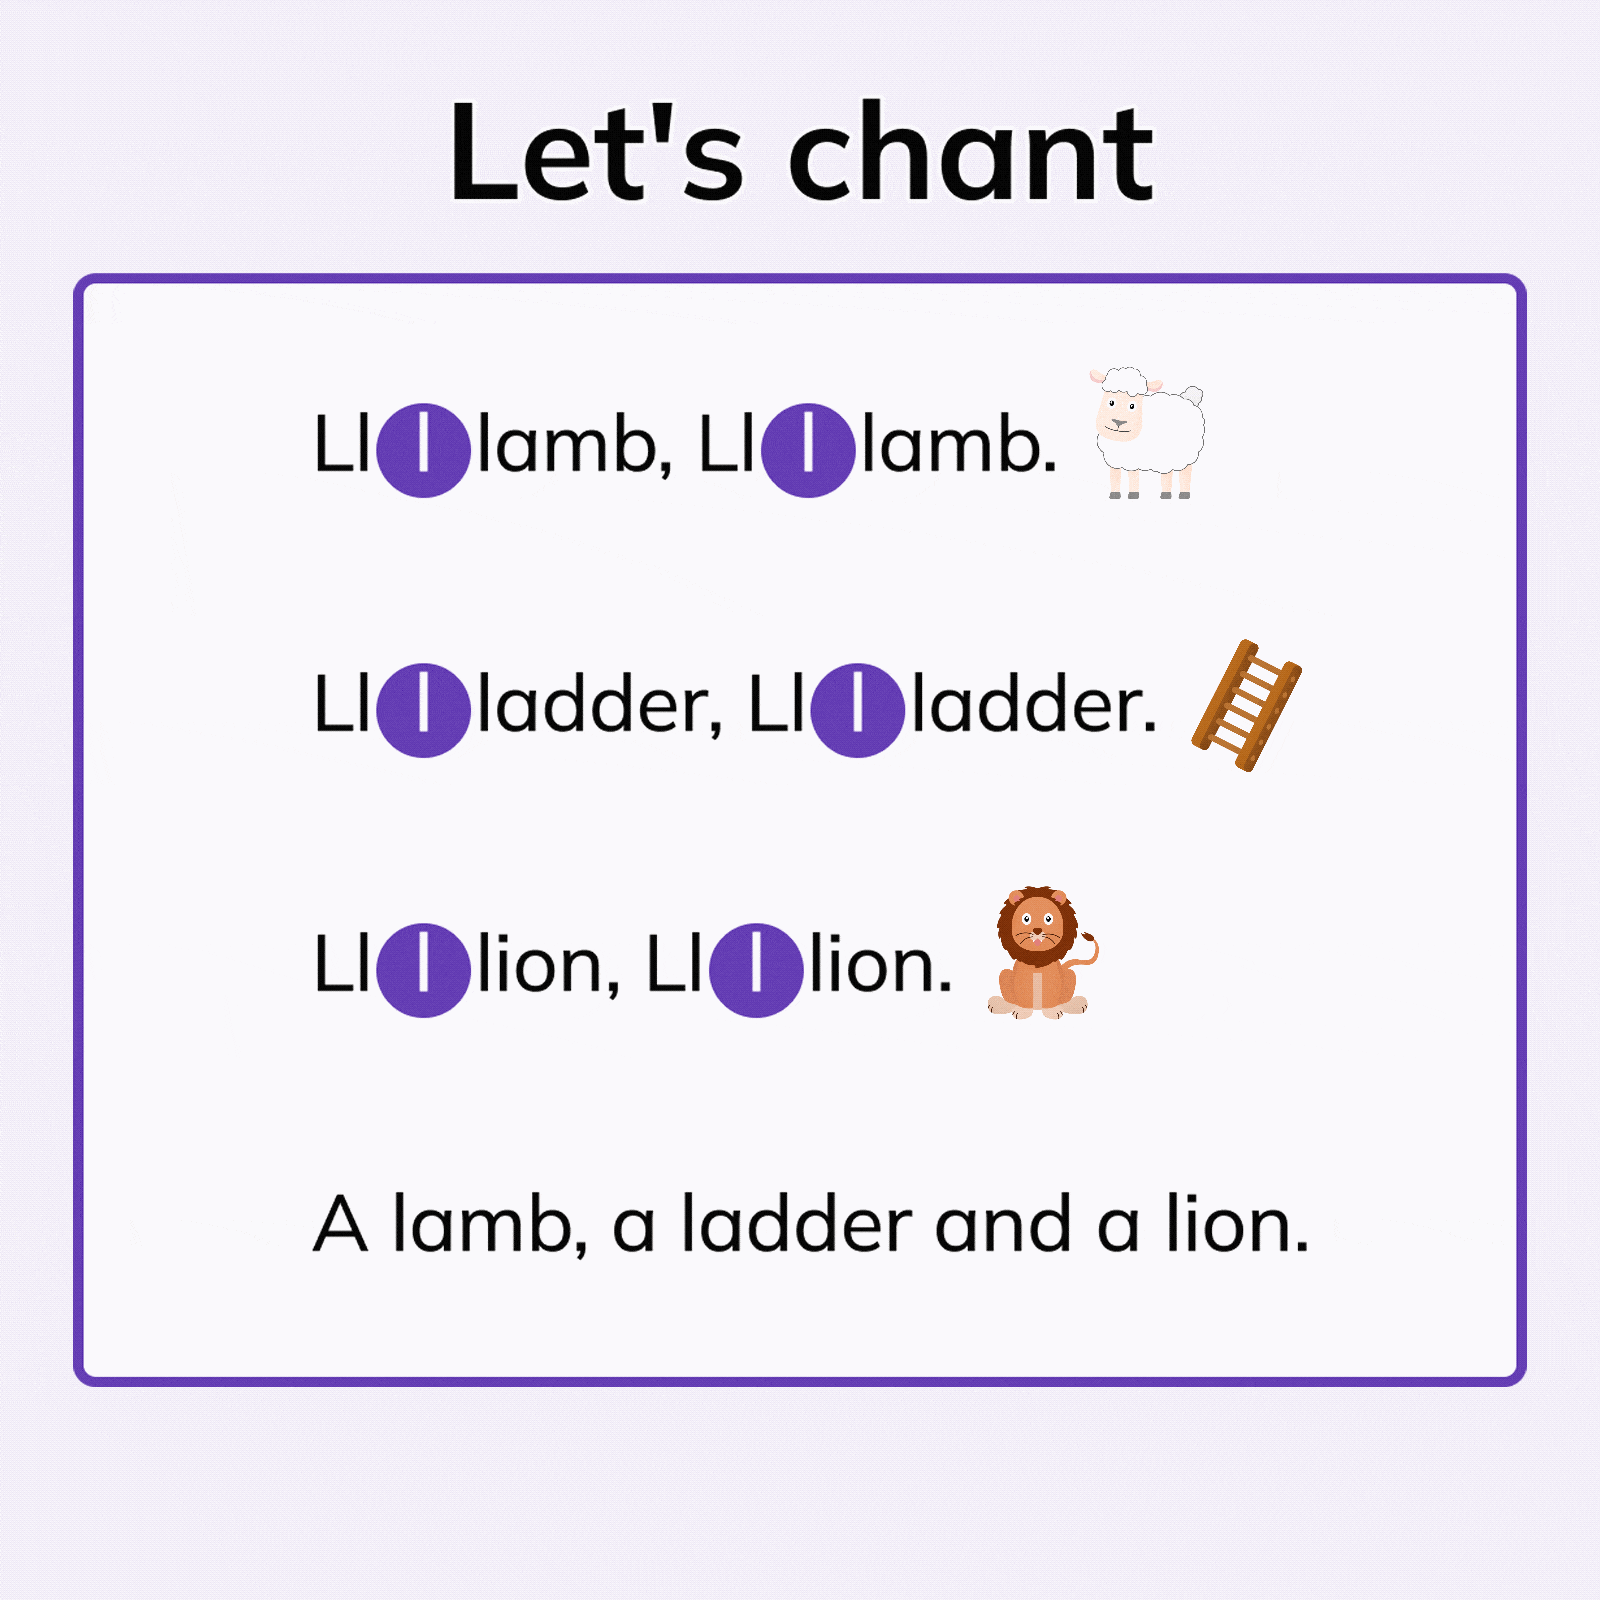 Let's chant
Ll l lamb, Ll l lamb.
Ll l ladder, Ll l ladder.
Ll l lion, Ll l lion.
A lamb, a ladder and a lion.